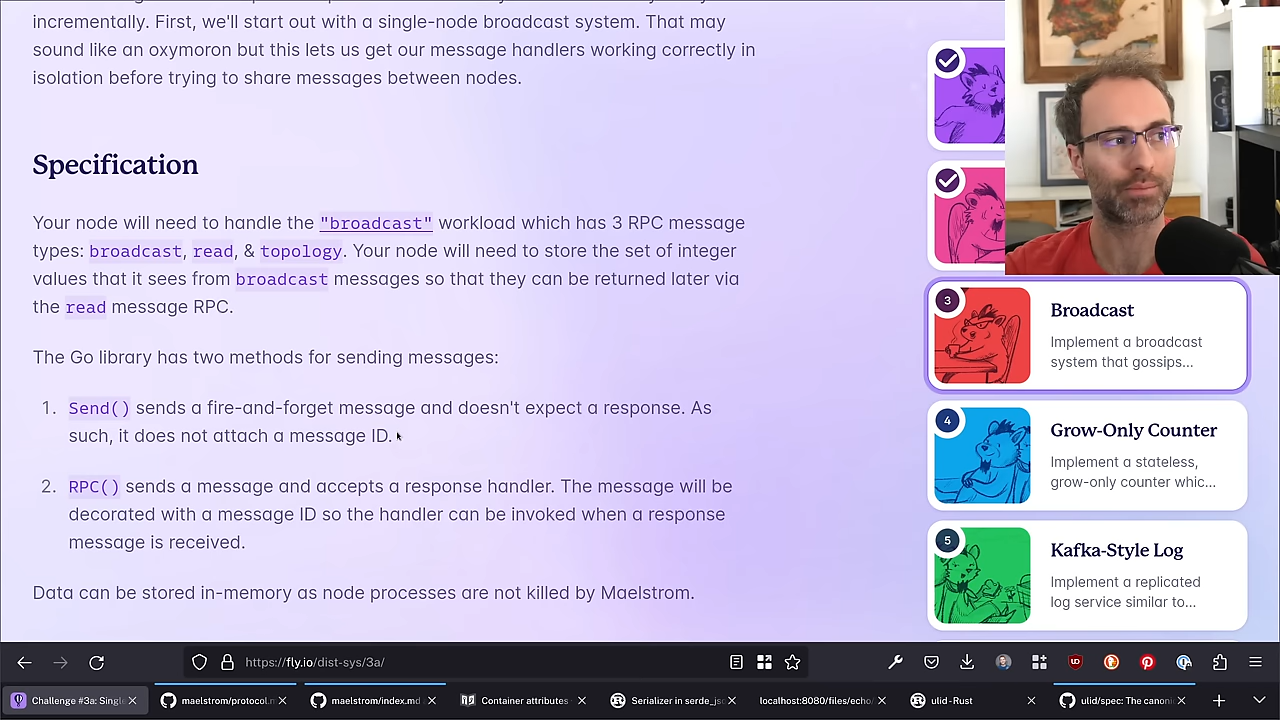 incrementally. First, we'll start out with a single-node broadcast system. That may
sound like an oxymoron but this lets us get our message handlers working correctly in
isolation before trying to share messages between nodes.
Specification
Your node will need to handle the "broadcast" workload which has 3 RPC message
types: broadcast, read, & topology. Your node will need to store the set of integer
values that it sees from broadcast messages so that they can be returned later via
the read message RPC.
The Go library has two methods for sending messages:
1. Send() sends a fire-and-forget message and doesn't expect a response. As
such, it does not attach a message ID.
2. RPC() sends a message and accepts a response handler. The message will be
decorated with a message ID so the handler can be invoked when a response
message is received.
Data can be stored in-memory as node processes are not killed by Maelstrom.
3
Broadcast
Implement a broadcast
system that gossips...
4
Grow-Only Counter
Implement a stateless,
grow-only counter whic...
5
Kafka-Style Log
Implement a replicated
log service similar to...
https://fly.io/dist-sys/3a/
Challenge #3a: Singl
maelstrom/protocol.m
maelstrom/index.md
Container attributes
Serializer in serde_jso
localhost:8080/files/echo/
ulid - Rust
ulid/spec: The canoni